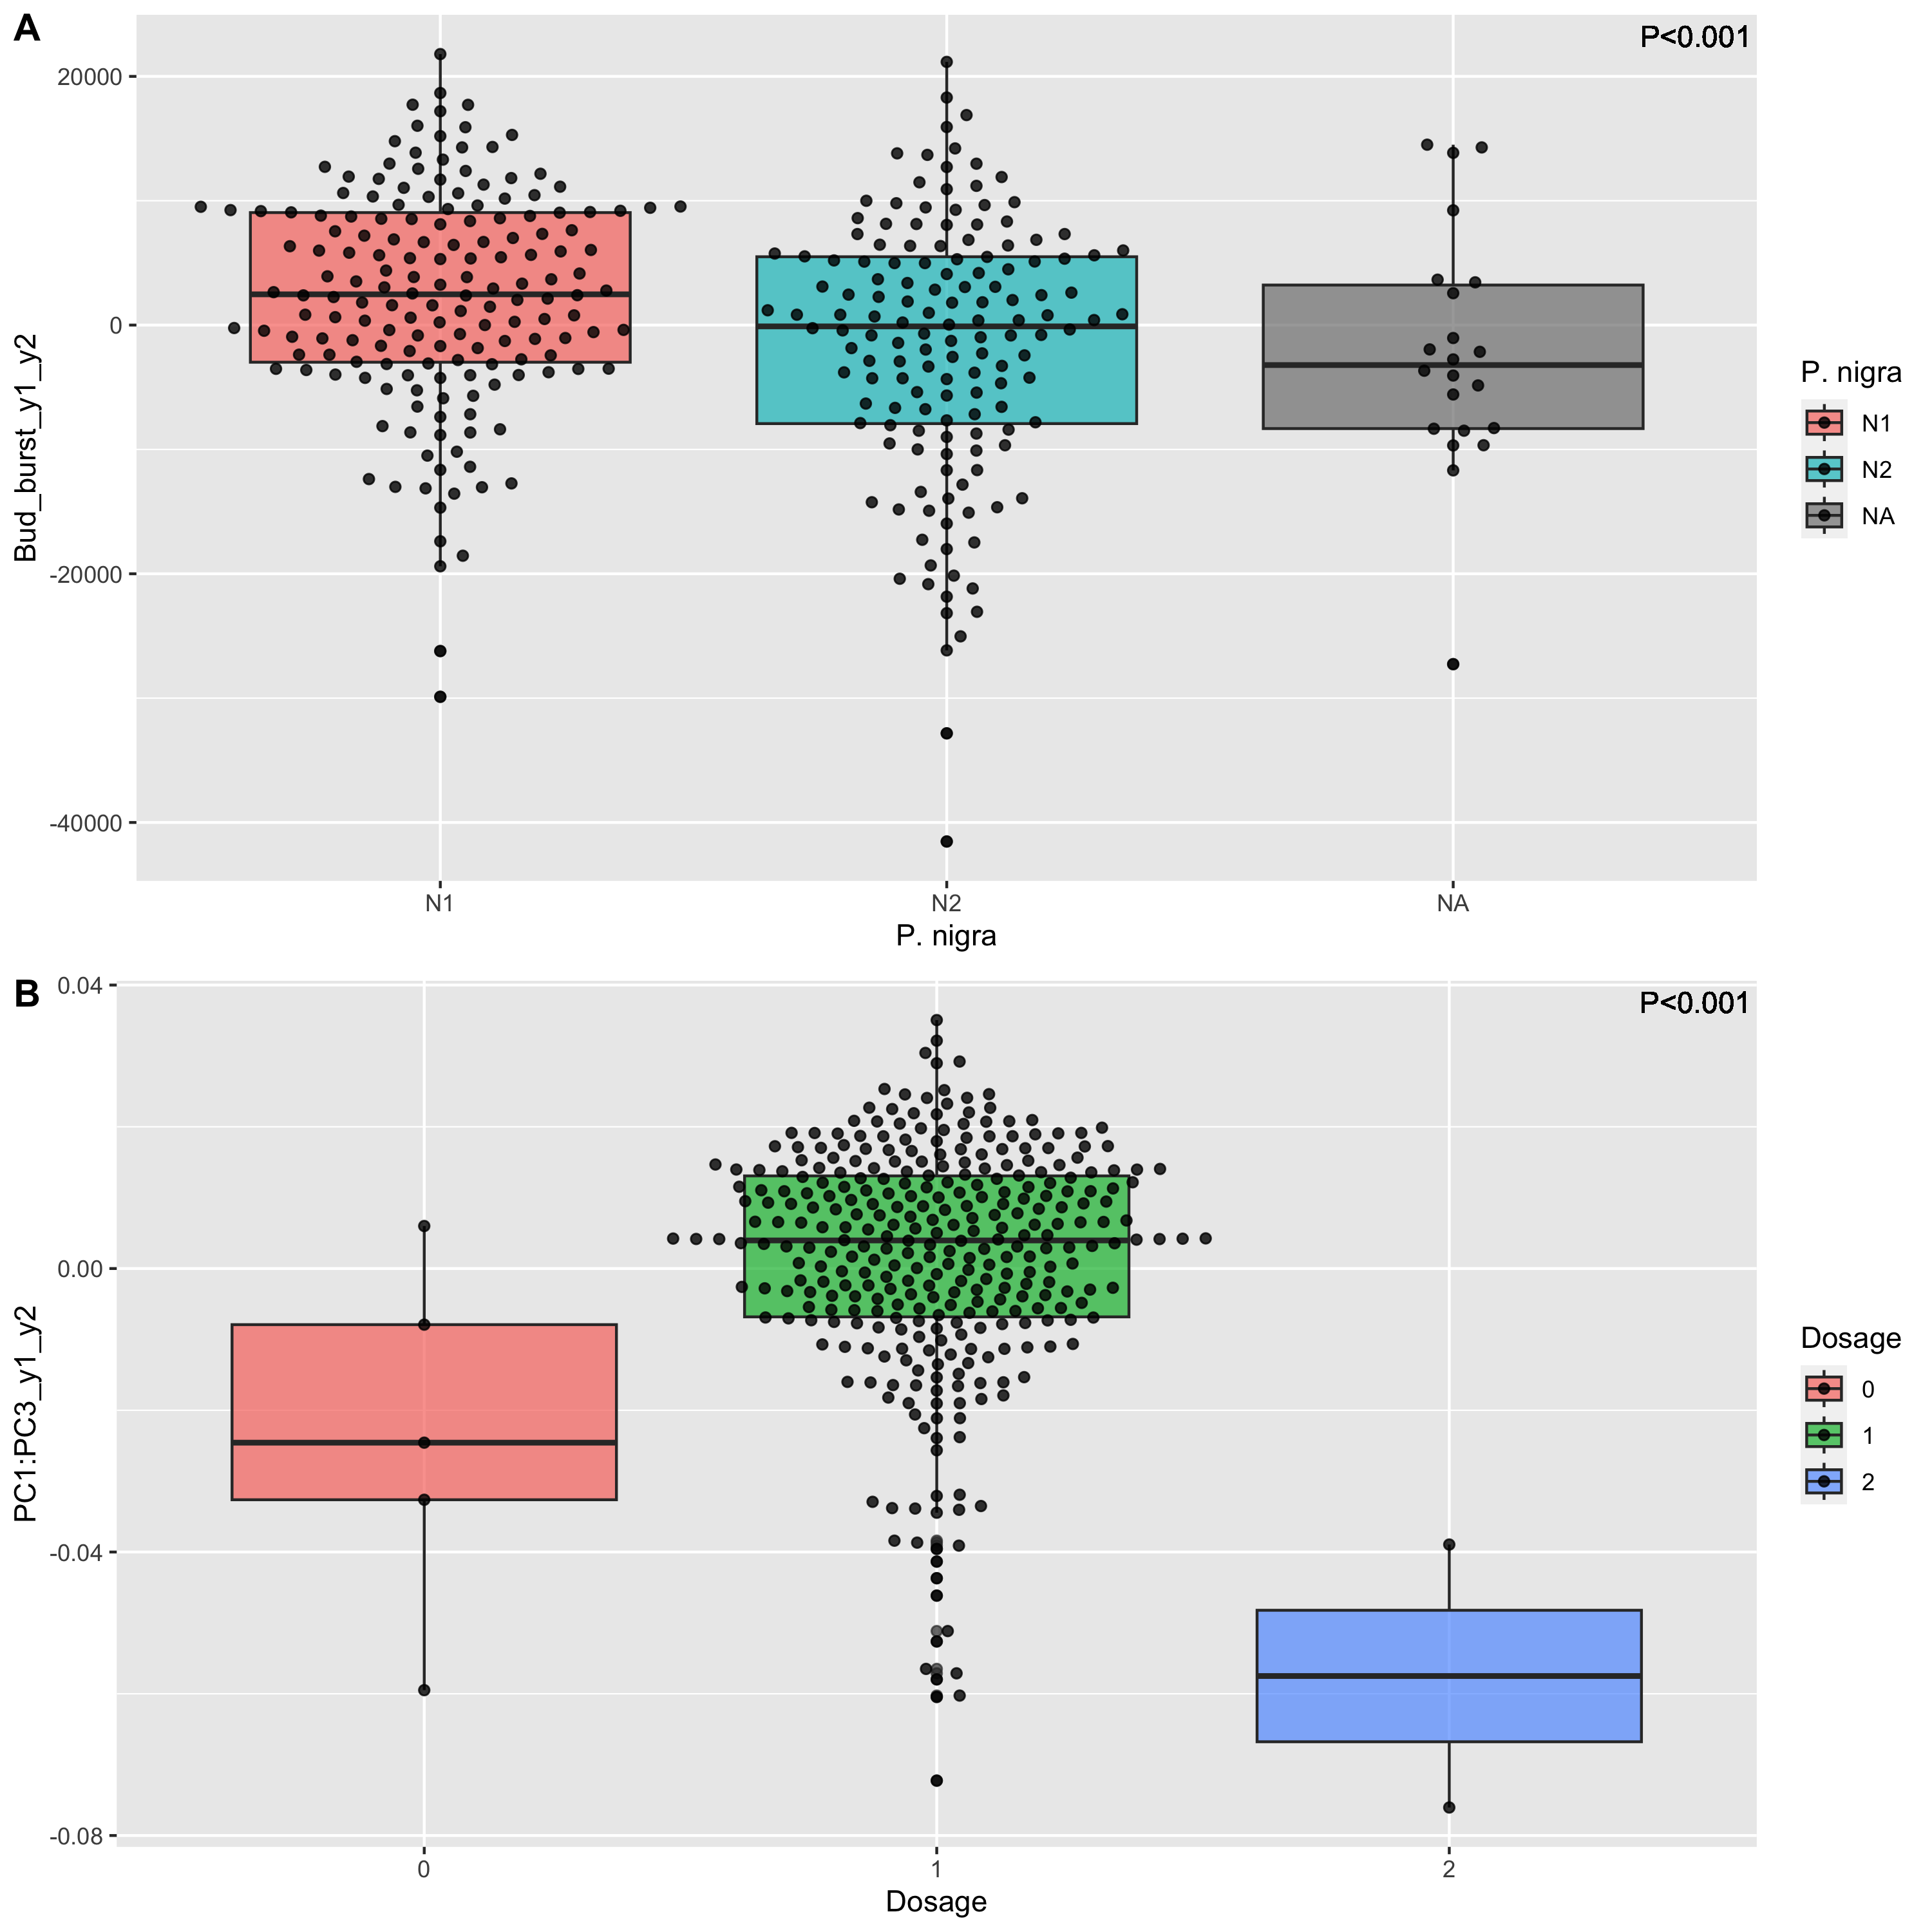 A
P<0.001
20000
0
-20000
-40000
Bud_burst_y1_y2
N1
N2
NA
P. nigra
P. nigra
N1
N2
NA
B
P<0.001
0.04
0.00
-0.04
-0.08
PC1:PC3_y1_y2
0
1
2
Dosage
Dosage
0
1
2